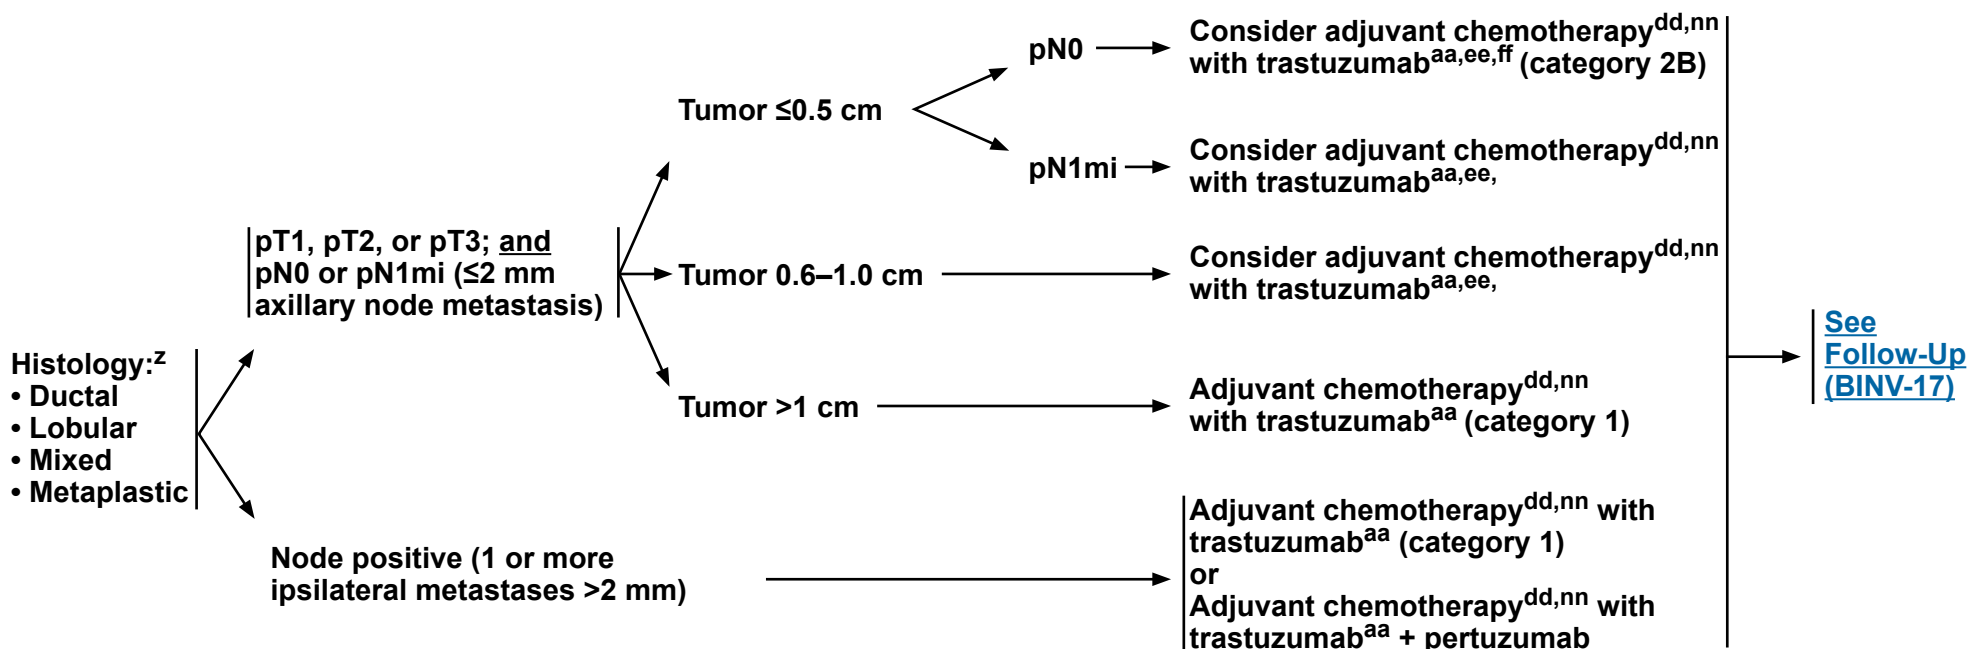 Histology:z
• Ductal
• Lobular
• Mixed
• Metaplastic
pT1, pT2, or pT3; and
pN0 or pN1mi (≤2 mm
axillary node metastasis)
Tumor ≤0.5 cm
pN0
Consider adjuvant chemotherapydd,nn
with trastuzumabaa,ee,ff (category 2B)
pN1mi
Consider adjuvant chemotherapydd,nn
with trastuzumabaa,ee,
Tumor 0.6–1.0 cm
Consider adjuvant chemotherapydd,nn
with trastuzumabaa,ee,
Tumor >1 cm
Adjuvant chemotherapydd,nn
with trastuzumabaa (category 1)
Node positive (1 or more
ipsilateral metastases >2 mm)
Adjuvant chemotherapydd,nn with
trastuzumabaa (category 1)
or
Adjuvant chemotherapydd,nn with
trastuzumabaa + pertuzumab
See
Follow-Up
(BINV-17)